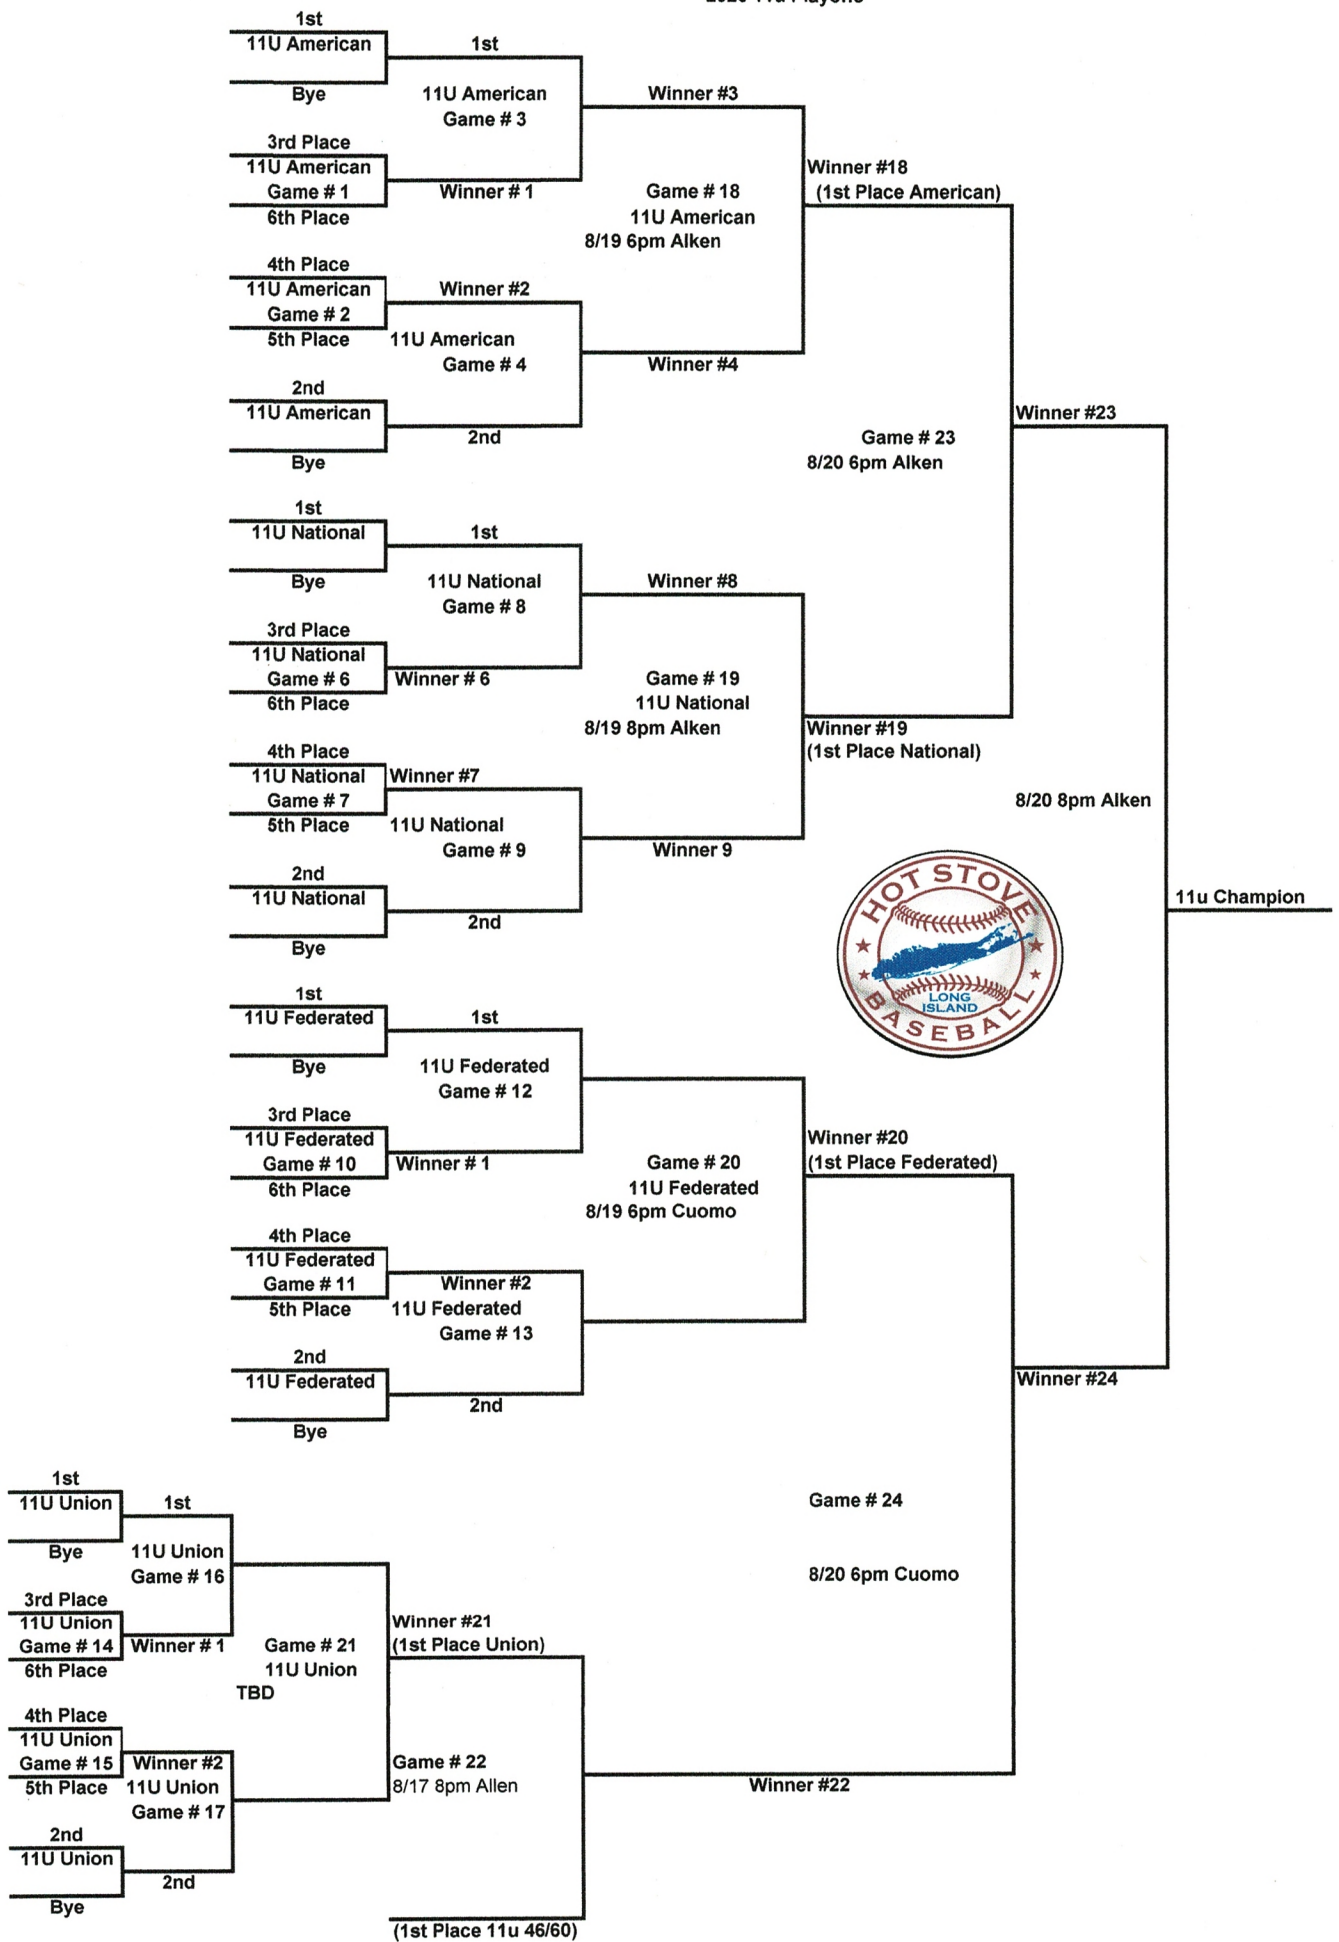 1st
11U American
Bye
1st
11U American
Game # 3
Winner #3
3rd Place
11U American
Game # 1
6th Place
Winner # 1
Game # 18
11U American
8/19 6pm Alken
Winner #18
(1st Place American)
4th Place
11U American
Game # 2
5th Place
Winner #2
11U American
Game # 4
Winner #4
2nd
11U American
Bye
2nd
Game # 23
8/20 6pm Alken
Winner #23
1st
11U National
Bye
1st
11U National
Game # 8
Winner #8
3rd Place
11U National
Game # 6
6th Place
Winner # 6
Game # 19
11U National
8/19 8pm Alken
Winner #19
(1st Place National)
4th Place
11U National
Game # 7
5th Place
Winner #7
11U National
Game # 9
Winner 9
2nd
11U National
Bye
2nd
8/20 8pm Alken
HOT STOVE
LONG
ISLAND
BASEBALL
11u Champion
1st
11U Federated
Bye
1st
11U Federated
Game # 12
3rd Place
11U Federated
Game # 10
6th Place
Winner # 1
Game # 20
11U Federated
8/19 6pm Cuomo
Winner #20
(1st Place Federated)
4th Place
11U Federated
Game # 11
5th Place
Winner #2
11U Federated
Game # 13
2nd
11U Federated
Bye
2nd
Winner #24
Game # 24
8/20 6pm Cuomo
1st
11U Union
Bye
1st
11U Union
Game # 16
3rd Place
11U Union
Game # 14
6th Place
Winner # 1
Game # 21
11U Union
TBD
Winner #21
(1st Place Union)
4th Place
11U Union
Game # 15
5th Place
Winner #2
11U Union
Game # 17
Game # 22
8/17 8pm Allen
Winner #22
2nd
11U Union
Bye
2nd
(1st Place 11u 46/60)